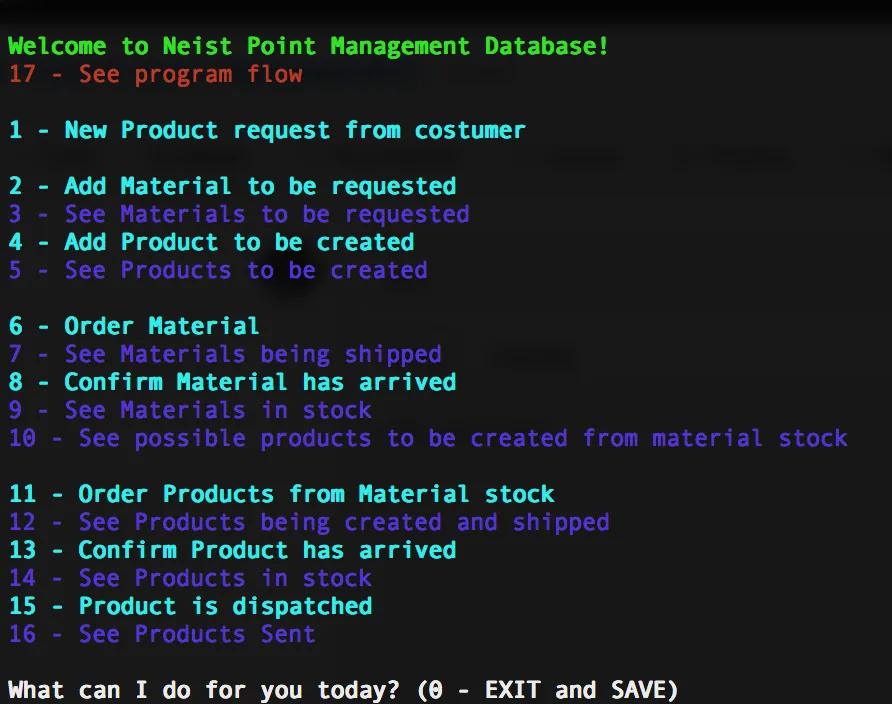 Welcome to Neist Point Management Database!
17 - See program flow
1 - New Product request from costumer
2 - Add Material to be requested
3 - See Materials to be requested
4 - Add Product to be created
5 - See Products to be created
6 - Order Material
7 - See Materials being shipped
8 - Confirm Material has arrived
9 - See Materials in stock
10 - See possible products to be created from material stock
11 - Order Products from Material stock
12 - See Products being created and shipped
13 - Confirm Product has arrived
14 - See Products in stock
15 - Product is dispatched
16 - See Products Sent
What can I do for you today? (0 - EXIT and SAVE)